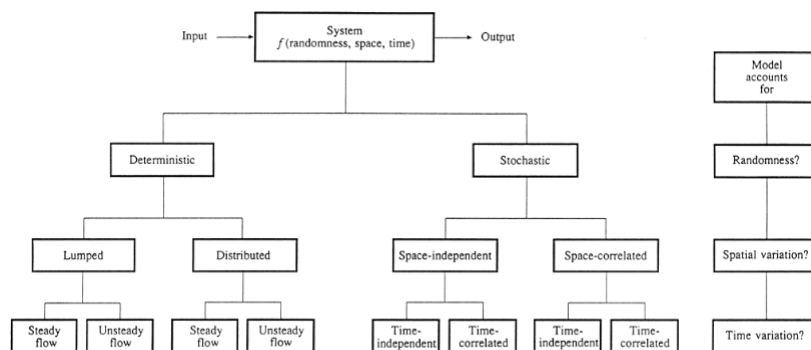 System
Input
f(randomness, space, time)
Output
Model
accounts
for
Deterministic
Stochastic
Randomness?
Lumped
Distributed
Space-independent
Space-correlated
Spatial variation?
Steady
flow
Unsteady
flow
Steady
flow
Unsteady
flow
Time-
independent
Time-
correlated
Time-
independent
Time-
correlated
Time variation?